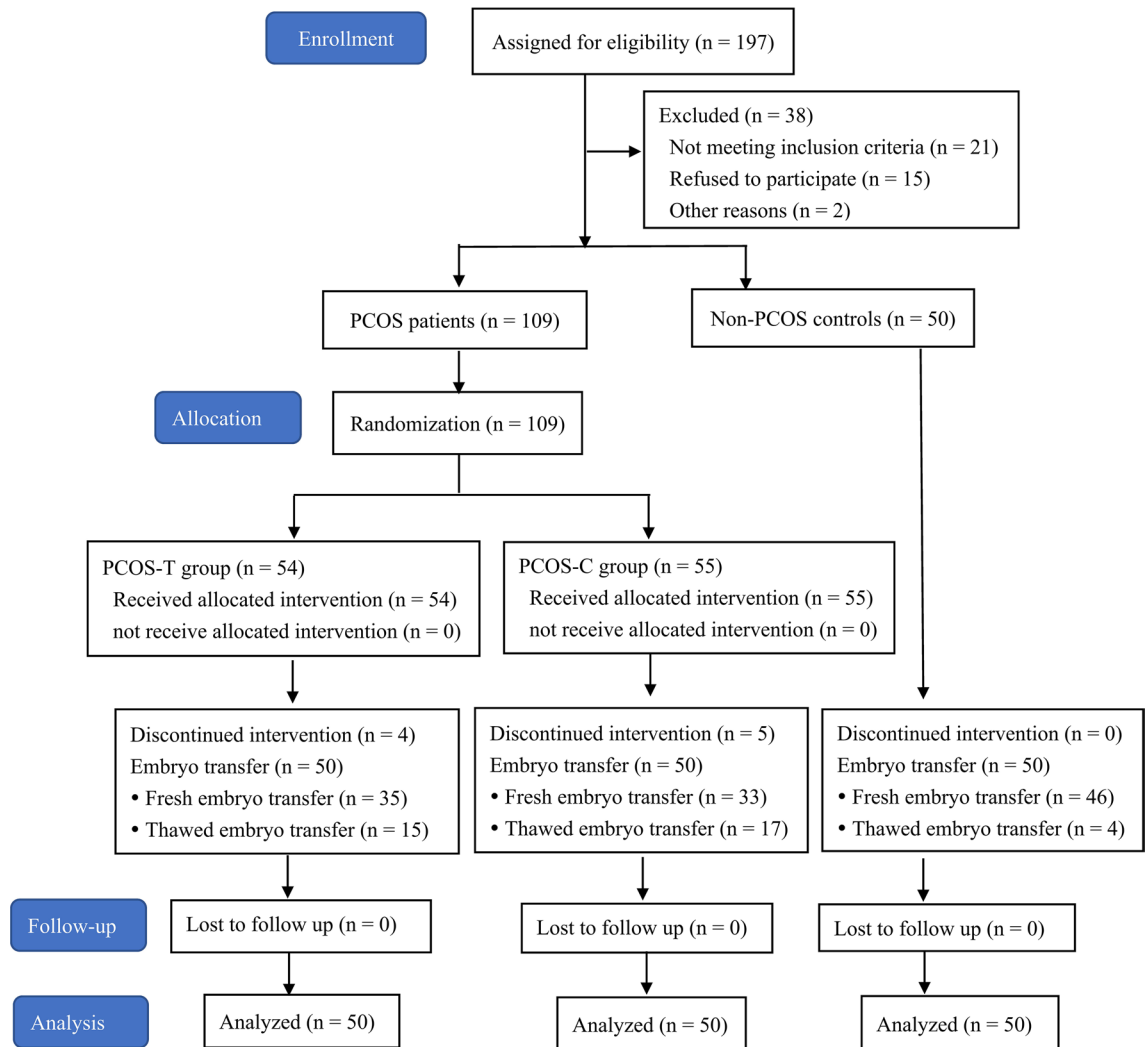 Enrollment
Assigned for eligibility (n = 197)
Excluded (n = 38)
Not meeting inclusion criteria (n = 21)
Refused to participate (n = 15)
Other reasons (n = 2)
PCOS patients (n = 109)
Non-PCOS controls (n = 50)
Allocation
Randomization (n = 109)
PCOS-T group (n = 54)
Received allocated intervention (n = 54)
not receive allocated intervention (n = 0)
PCOS-C group (n = 55)
Received allocated intervention (n = 55)
not receive allocated intervention (n = 0)
Discontinued intervention (n = 4)
Embryo transfer (n = 50)
• Fresh embryo transfer (n = 35)
• Thawed embryo transfer (n = 15)
Discontinued intervention (n = 5)
Embryo transfer (n = 50)
• Fresh embryo transfer (n = 33)
• Thawed embryo transfer (n = 17)
Discontinued intervention (n = 0)
Embryo transfer (n = 50)
• Fresh embryo transfer (n = 46)
• Thawed embryo transfer (n = 4)
Follow-up
Lost to follow up (n = 0)
Lost to follow up (n = 0)
Lost to follow up (n = 0)
Analysis
Analyzed (n = 50)
Analyzed (n = 50)
Analyzed (n = 50)